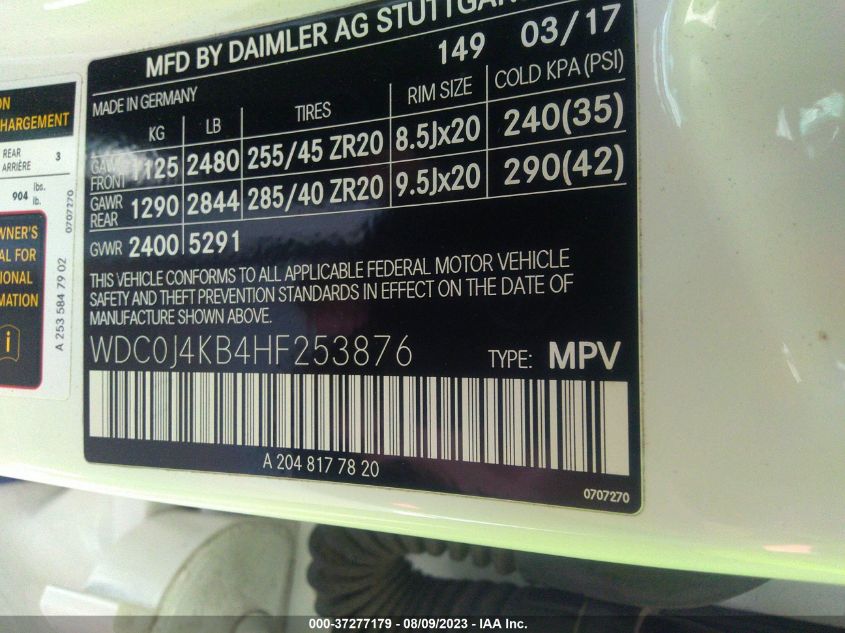 MFD BY DAIMLER AG STUTTGAR
149 03/17
MADE IN GERMANY
KG LB TIRES RIM SIZE COLD KPA (PSI)
GAWR FRONT 1125 2480 255/45 ZR20 8.5Jx20 240(35)
GAWR REAR 1290 2844 285/40 ZR20 9.5Jx20 290(42)
GVWR 2400 5291
THIS VEHICLE CONFORMS TO ALL APPLICABLE FEDERAL MOTOR VEHICLE
SAFETY AND THEFT PREVENTION STANDARDS IN EFFECT ON THE DATE OF
MANUFACTURE SHOWN ABOVE.
WDC0J4KB4HF253876 TYPE: MPV
A 204 817 78 20
0707270
ON
HARGEMENT
REAR
ARRIÈRE 3
904 lbs.
lb.
0707270
WNER'S
AL FOR
IONAL
MATION
i
A 253 584 79 02
000-37277179 - 08/09/2023 - IAA Inc.